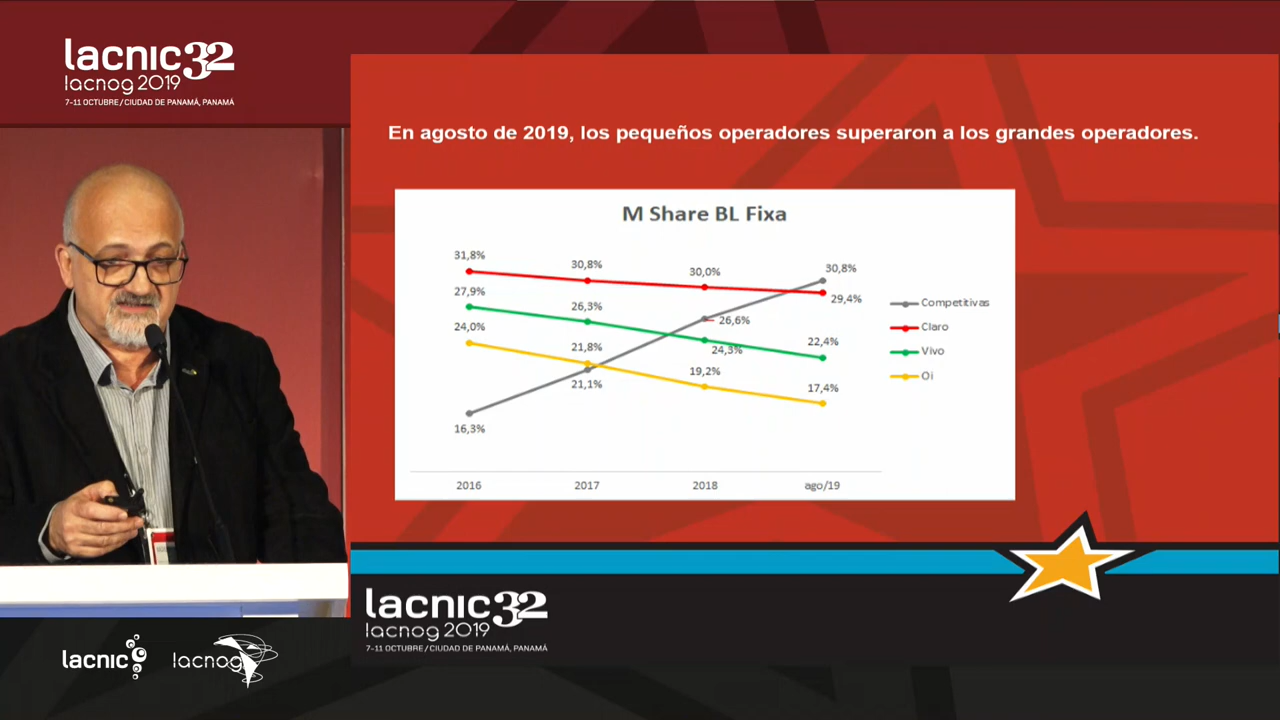 lacnic32
lacnog 2019
7-11 OCTUBRE / CIUDAD DE PANAMÁ, PANAMÁ
En agosto de 2019, los pequeños operadores superaron a los grandes operadores.
M Share BL Fixa
31,8%
30,8%
30,0%
30,8%
29,4%
27,9%
26,3%
26,6%
24,3%
22,4%
24,0%
21,8%
21,1%
19,2%
17,4%
16,3%
2016
2017
2018
ago/19
Competitivas
Claro
Vivo
Oi
lacnic32
lacnog 2019
7-11 OCTUBRE / CIUDAD DE PANAMÁ, PANAMÁ
lacnic
lacnog